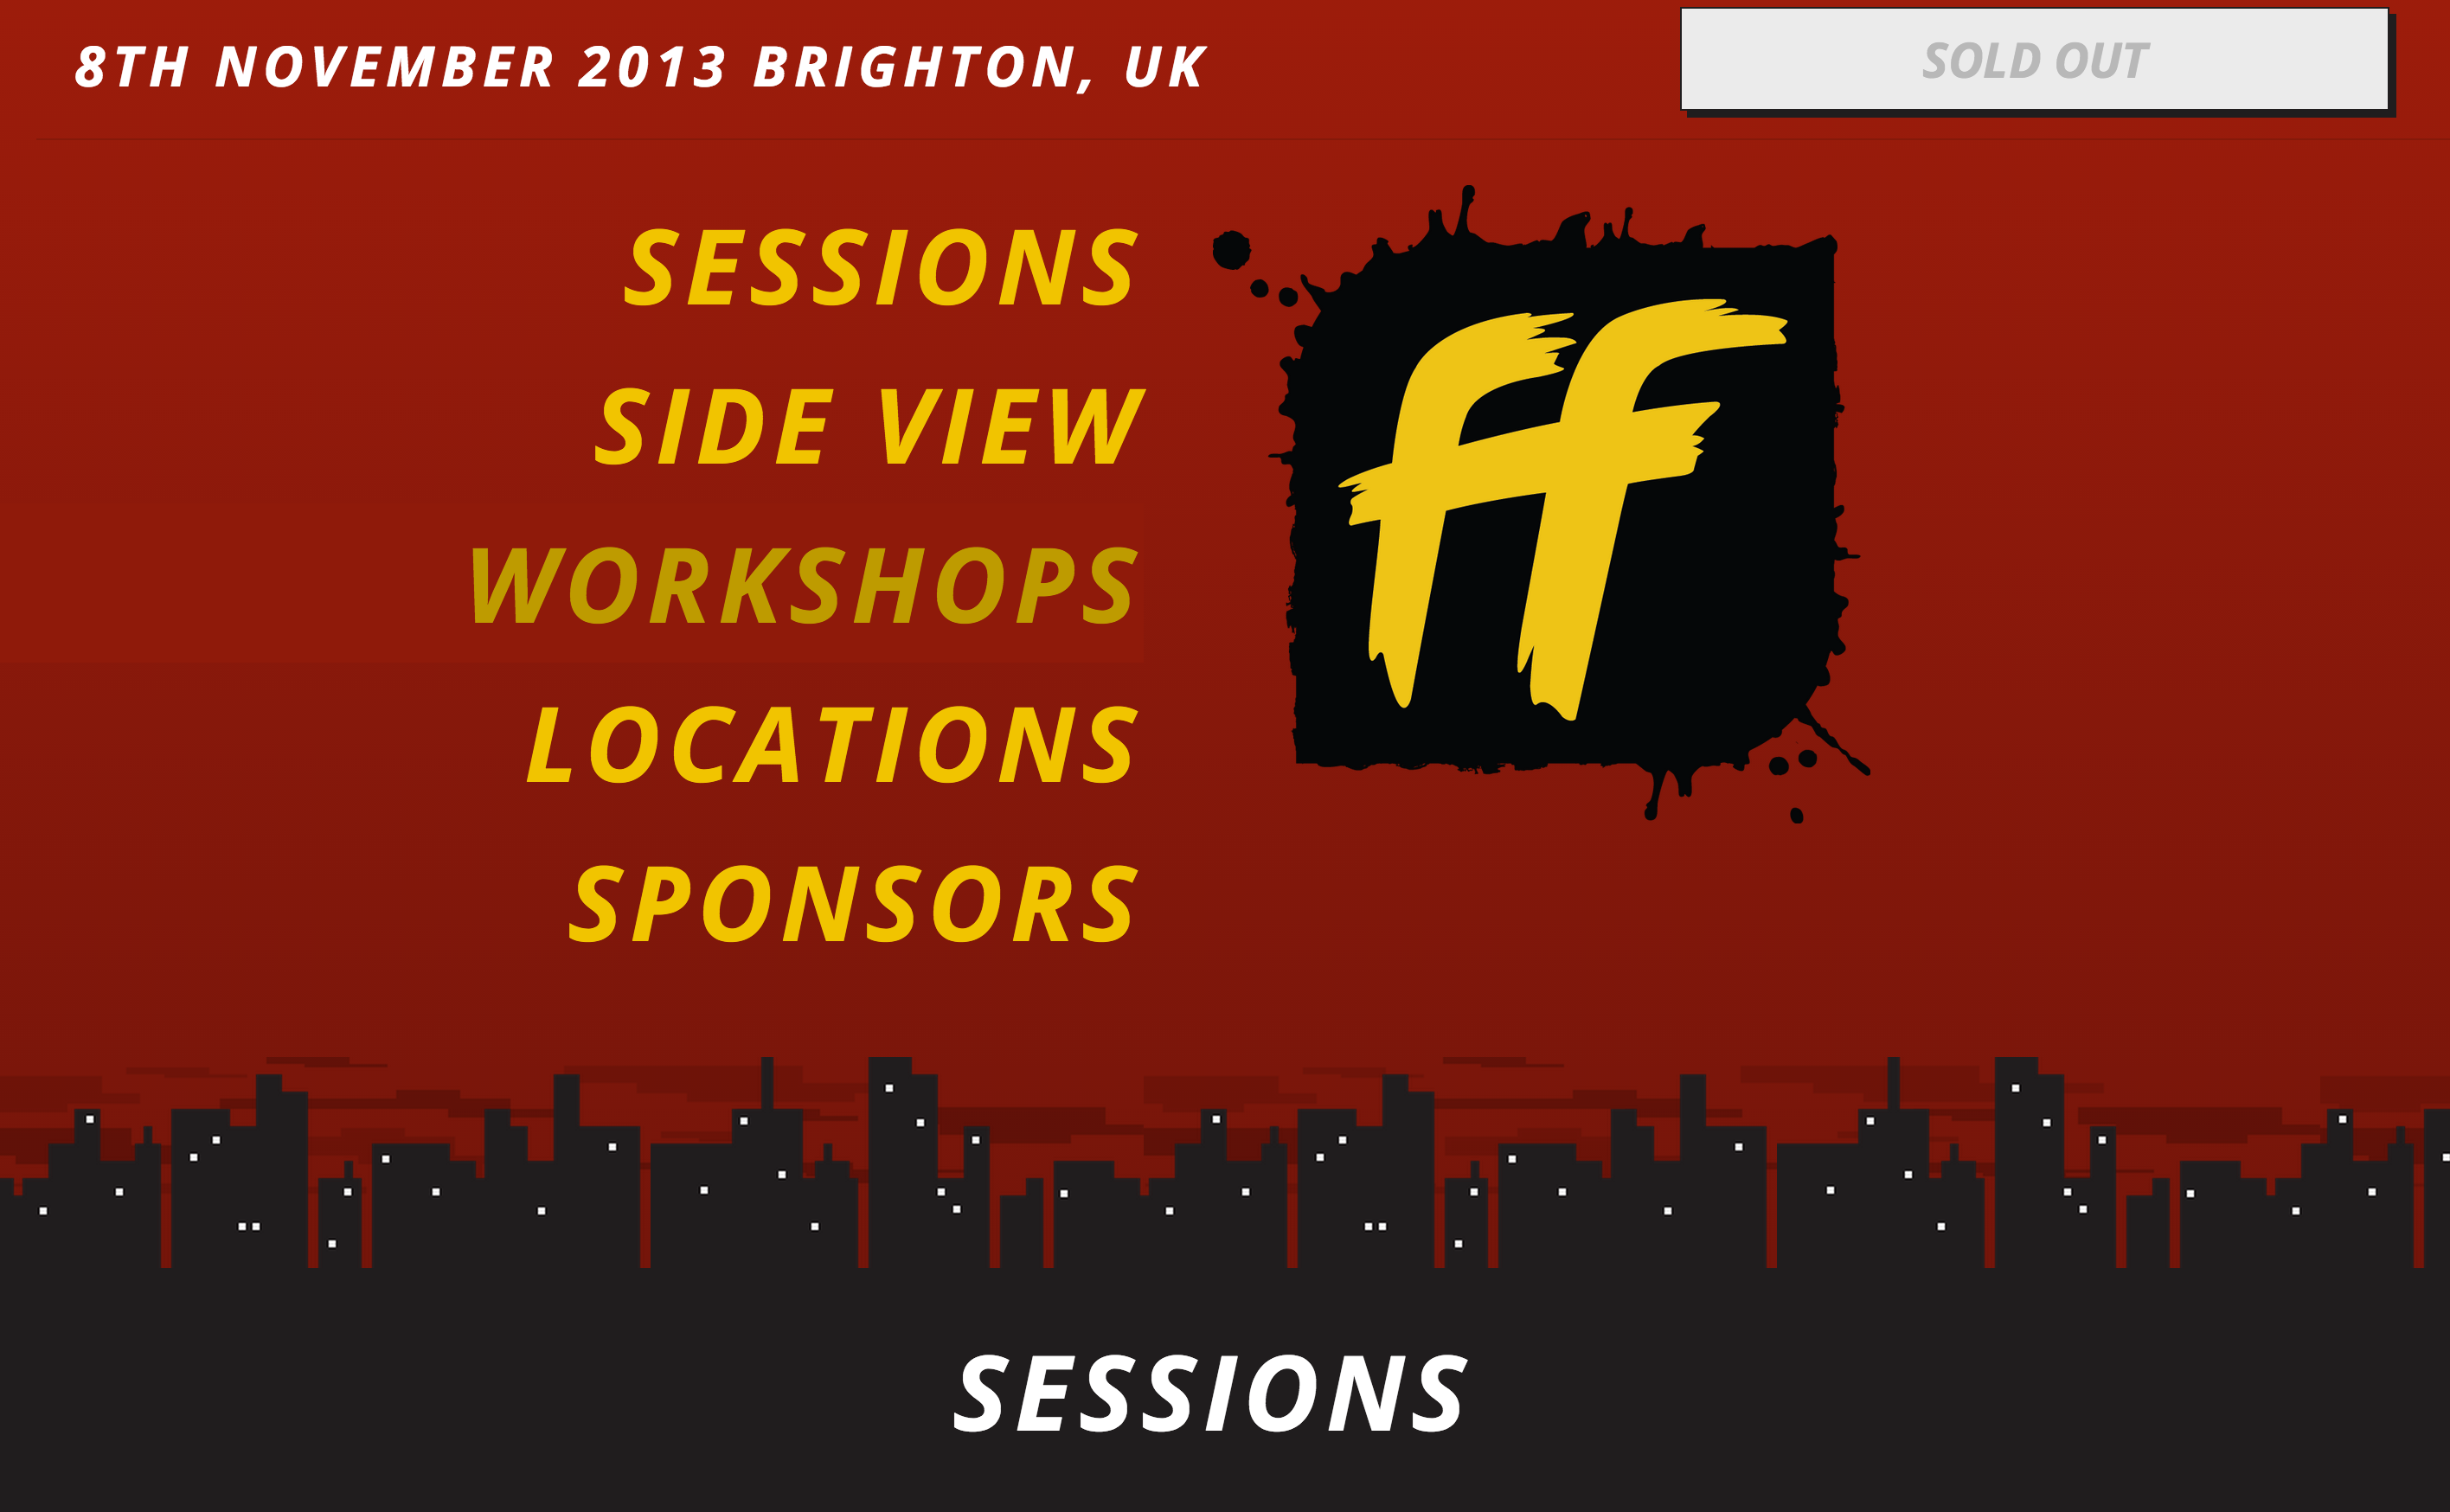 8TH NOVEMBER 2013 BRIGHTON, UK
SOLD OUT
SESSIONS
SIDE VIEW
WORKSHOPS
LOCATIONS
SPONSORS
ff
SESSIONS